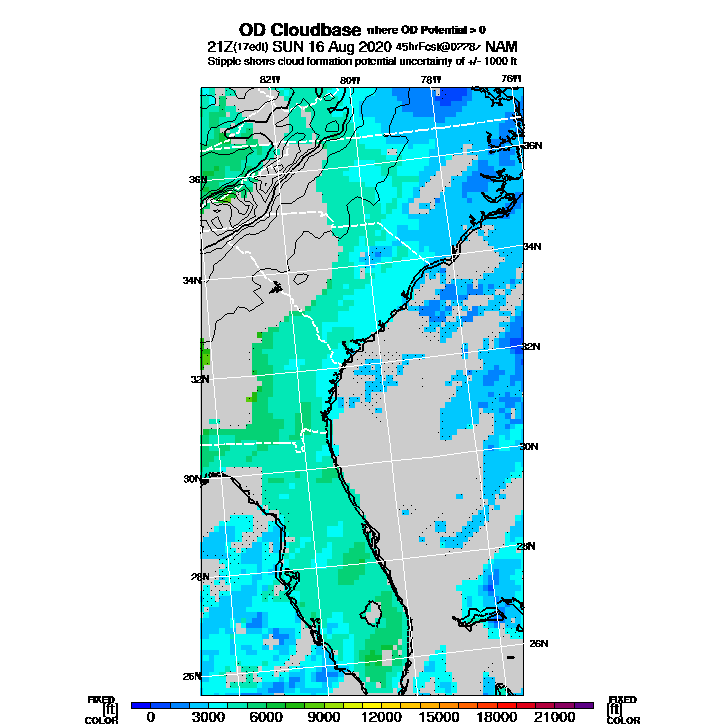 OD Cloudbase where OD Potential > 0
21Z(17edt) SUN 16 Aug 2020 45hrFcst@0778z NAM
Stipple shows cloud formation potential uncertainty of +/- 1000 ft
82W 80W 78W 76W
36N 36N
34N 34N
32N 32N
30N 30N
28N 28N
26N 26N
FIXED FIXED
[ft] [ft]
COLOR 0 3000 6000 9000 12000 15000 18000 21000 COLOR